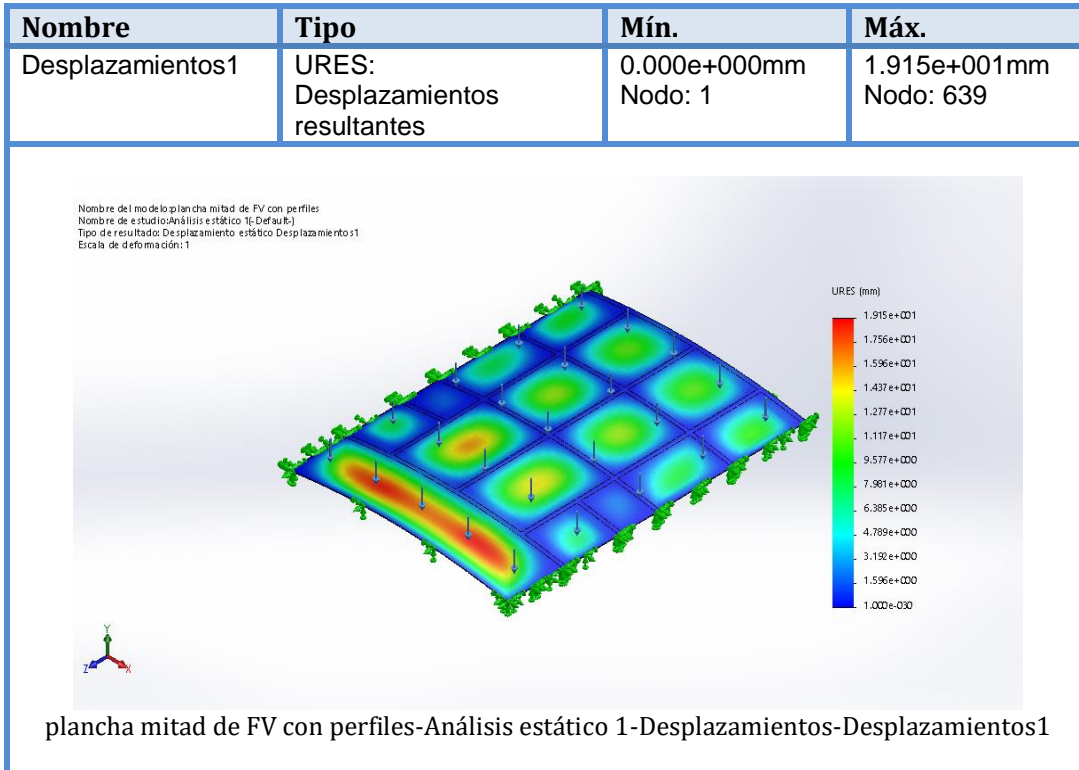 Nombre Tipo Mín. Máx.
Desplazamientos1 URES: 0.000e+000mm 1.915e+001mm
Desplazamientos Nodo: 1 Nodo: 639
resultantes
Nombre del modelo:plancha mitad de FV con perfiles
Nombre de estudio:Análisis estático 1(-Default-)
Tipo de resultado: Desplazamiento estático Desplazamientos1
Escala de deformación: 1
URES (mm)
1.915e+001
1.756e+001
1.596e+001
1.437e+001
1.277e+001
1.117e+001
9.577e+000
7.981e+000
6.385e+000
4.789e+000
3.192e+000
1.596e+000
1.000e-030
Y
Z X
plancha mitad de FV con perfiles-Análisis estático 1-Desplazamientos-Desplazamientos1